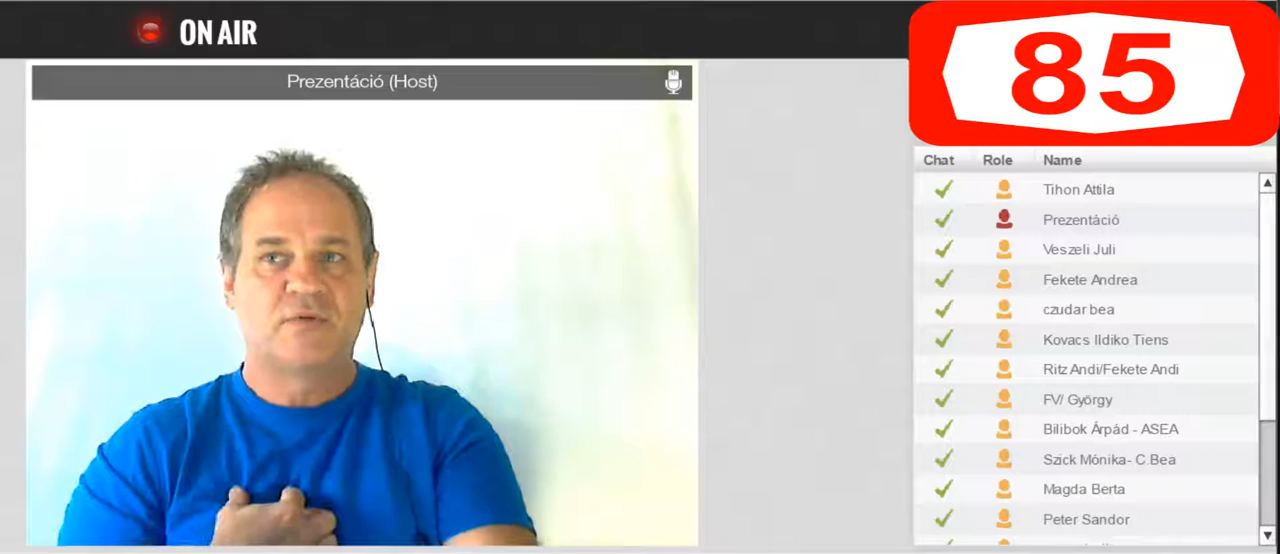 ON AIR
85
Prezentáció (Host)
Chat Role Name
Tihon Attila
Prezentáció
Veszeli Juli
Fekete Andrea
czudar bea
Kovacs Ildiko Tiens
Ritz Andi/Fekete Andi
FV/ György
Bilibok Árpád - ASEA
Szick Mónika- C.Bea
Magda Berta
Peter Sandor